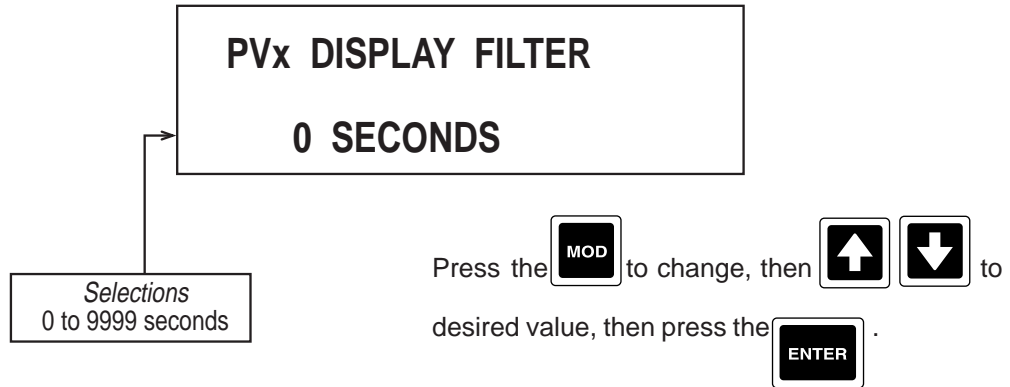 PVx DISPLAY FILTER
0 SECONDS
Selections
0 to 9999 seconds
Press the MOD to change, then to
desired value, then press the ENTER .